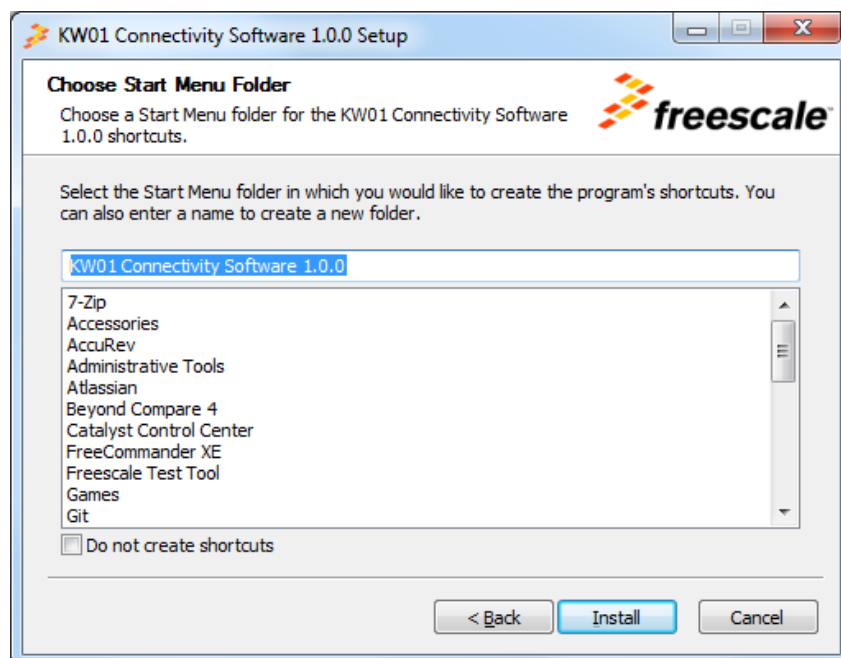 KW01 Connectivity Software 1.0.0 Setup
Choose Start Menu Folder
Choose a Start Menu folder for the KW01 Connectivity Software
1.0.0 shortcuts.
freescale™
Select the Start Menu folder in which you would like to create the program's shortcuts. You
can also enter a name to create a new folder.
KW01 Connectivity Software 1.0.0
7-Zip
Accessories
AccuRev
Administrative Tools
Atlassian
Beyond Compare 4
Catalyst Control Center
FreeCommander XE
Freescale Test Tool
Games
Git
Do not create shortcuts
< Back Install Cancel